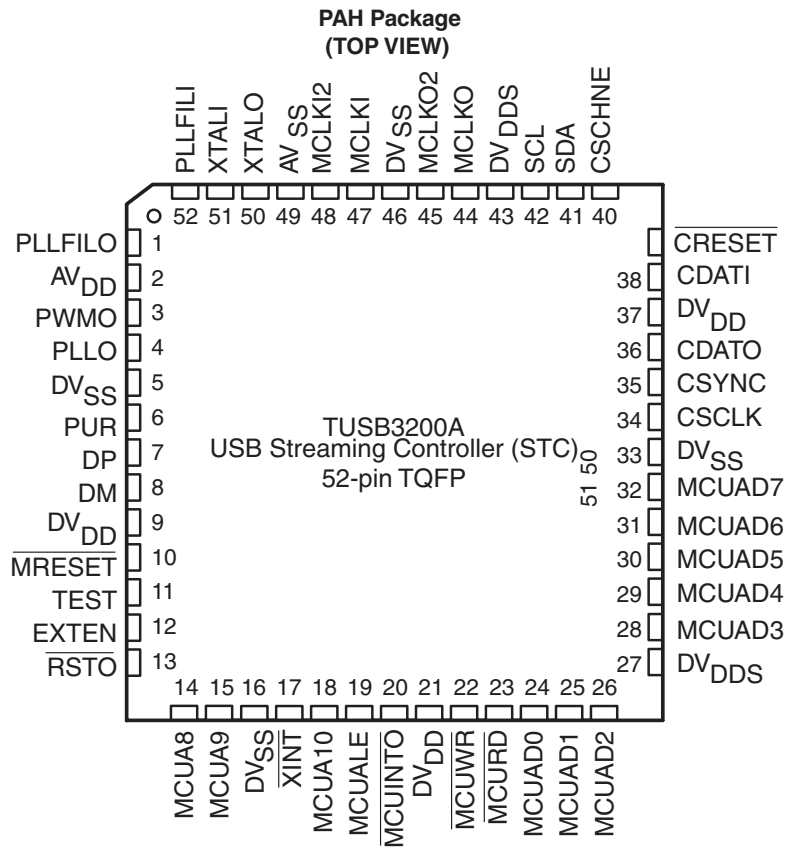 PAH Package
(TOP VIEW)
PLLFILI
XTALI
XTALO
AVSS
MCLKI2
MCLKI
DVSS
MCLKO2
MCLKO
DVDDS
SCL
SDA
CSCHNE
52 51 50 49 48 47 46 45 44 43 42 41 40
PLLFILO 1
AVDD 2
PWMO 3
PLLO 4
DVSS 5
PUR 6
DP 7
DM 8
DVDD 9
MRESET 10
TEST 11
EXTEN 12
RSTO 13
TUSB3200A
USB Streaming Controller (STC)
52-pin TQFP
51 50
CRESET
38 CDATI
37 DVDD
36 CDATO
35 CSYNC
34 CSCLK
33 DVSS
32 MCUAD7
31 MCUAD6
30 MCUAD5
29 MCUAD4
28 MCUAD3
27 DVDDS
14 15 16 17 18 19 20 21 22 23 24 25 26
MCUA8
MCUA9
DVSS
XINT
MCUA10
MCUALE
MCUINTO
DVDD
MCUWR
MCURD
MCUAD0
MCUAD1
MCUAD2